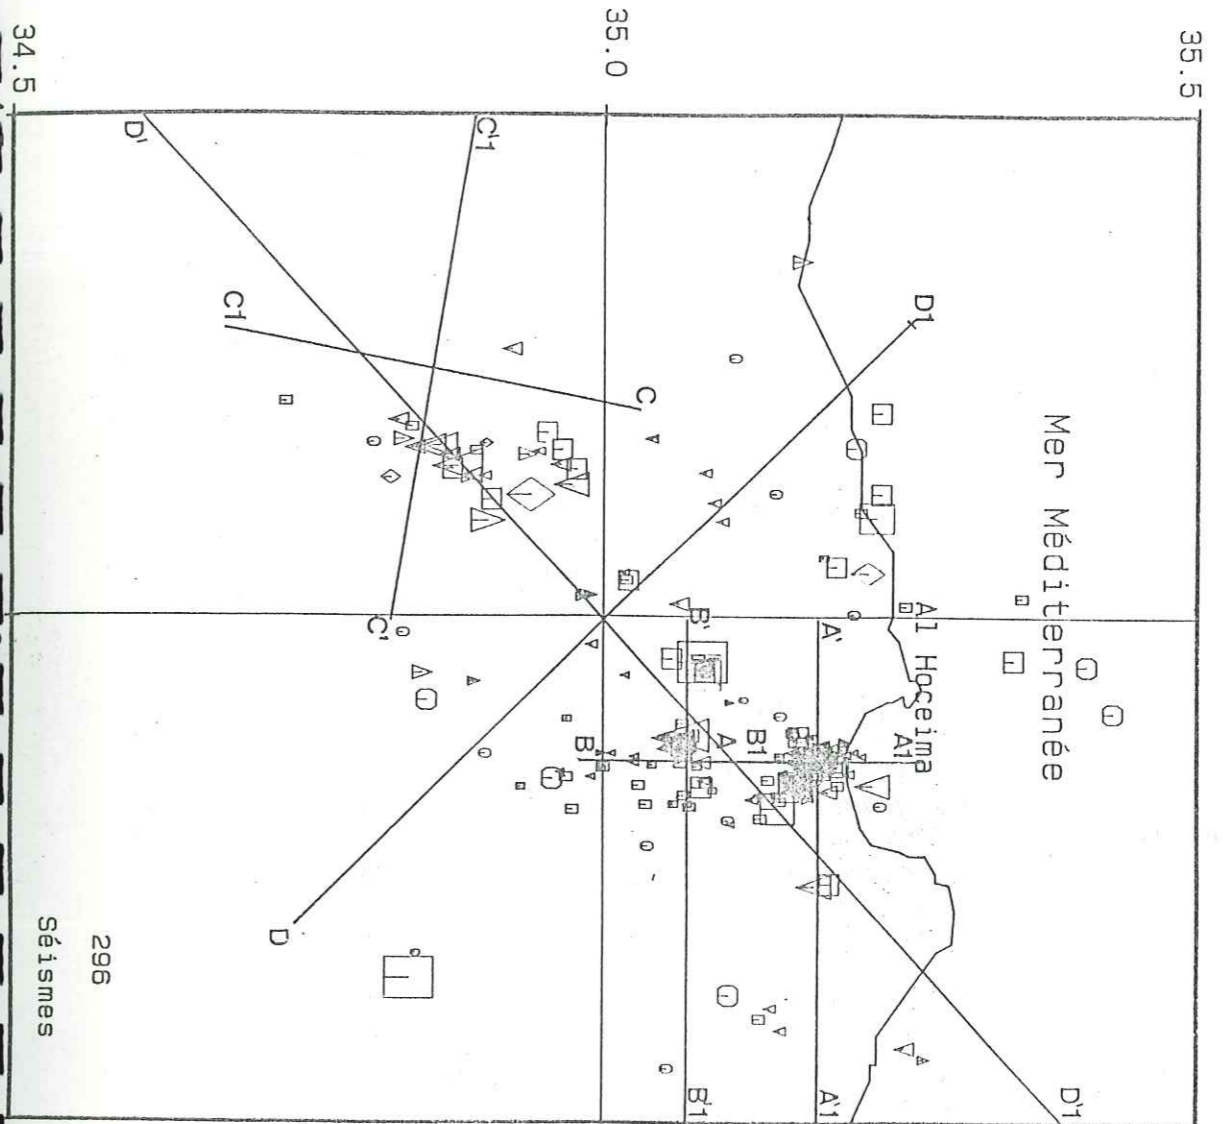 35.5
35.0
34.5
Mer Méditerranée
Al Hoceima
D1
A1
A'
A'1
D'1
B1
A
B'
B'1
C
B
C'1
C1
C'
D'
D
296
Séismes